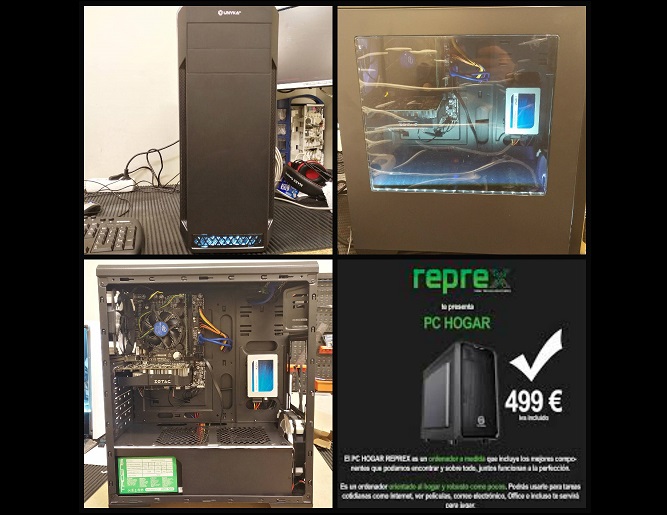 UNYKA
ZOTAC
reprex
te presenta
PC HOGAR
499 €
iva incluido
El PC HOGAR REPREX es un ordenador a medida que incluye los mejores compo-
nentes que podamos encontrar y sobre todo, juntos funcionan a la perfección.
Es un ordenador orientado al hogar y robusto como pocos. Podrás usarlo para tareas
cotidianas como Internet, ver películas, correo electrónico, Office o incluso te servirá
para jugar.